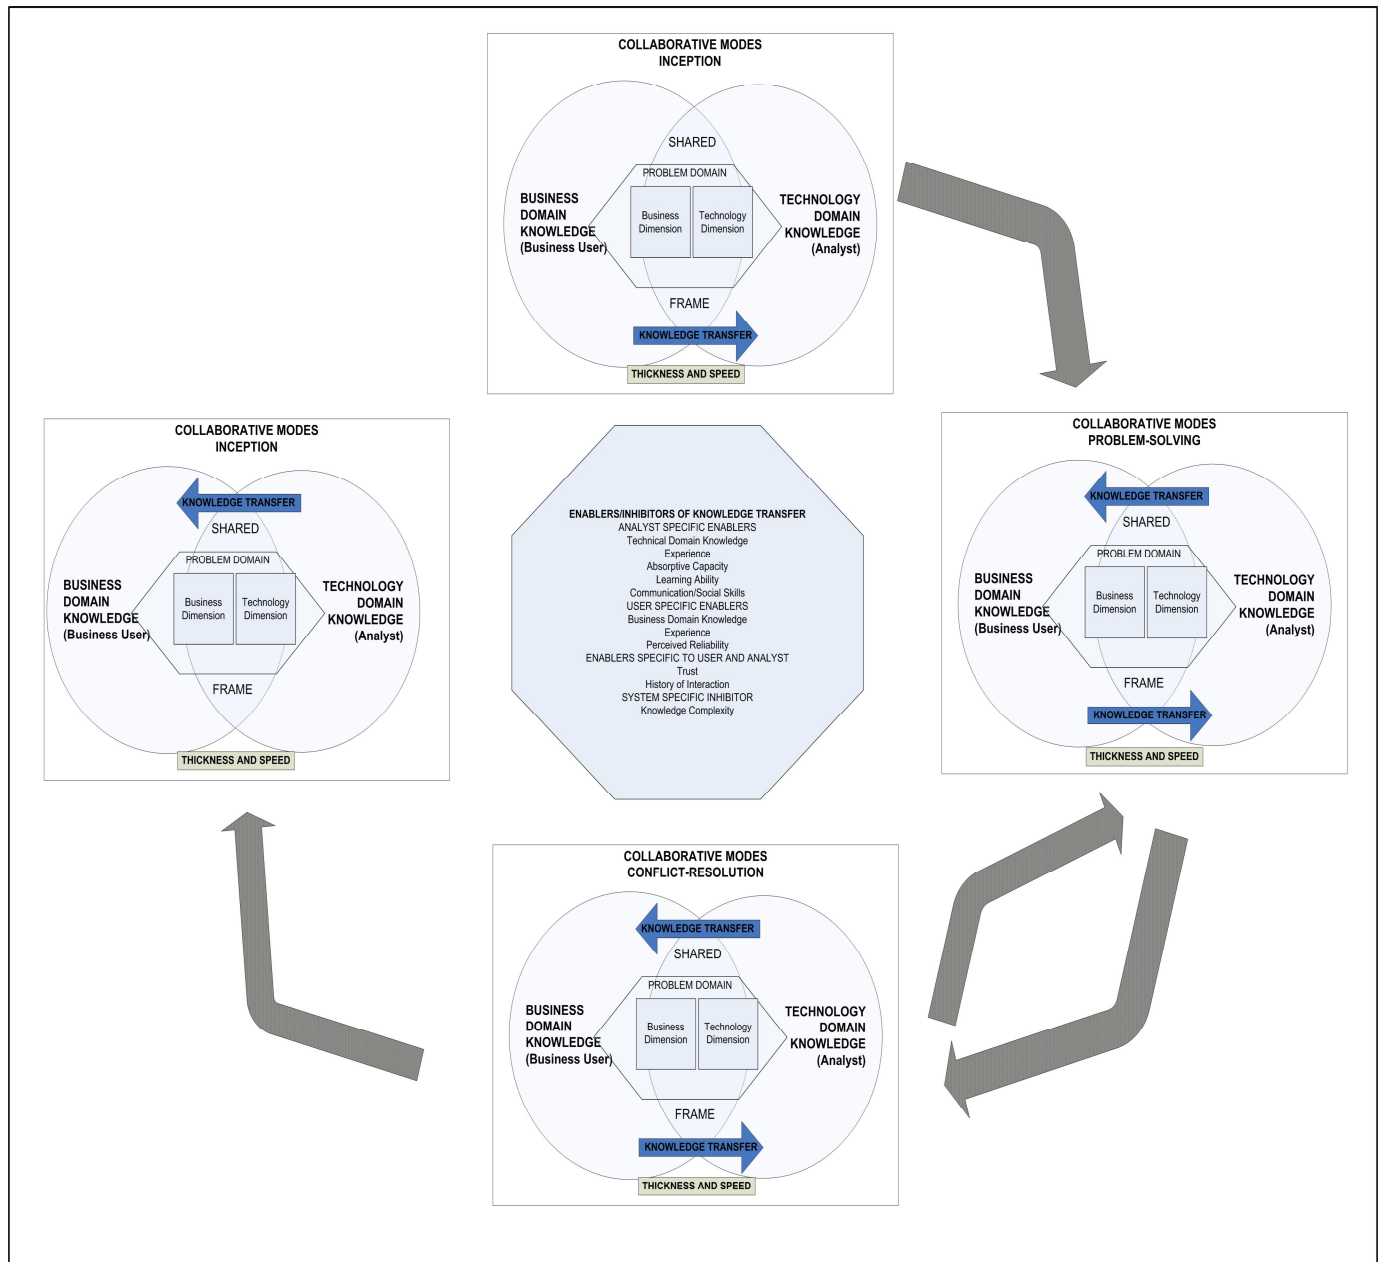 COLLABORATIVE MODES
INCEPTION
SHARED
PROBLEM DOMAIN
BUSINESS
DOMAIN
KNOWLEDGE
(Business User)
Business
Dimension
Technology
Dimension
TECHNOLOGY
DOMAIN
KNOWLEDGE
(Analyst)
FRAME
KNOWLEDGE TRANSFER
THICKNESS AND SPEED
COLLABORATIVE MODES
INCEPTION
KNOWLEDGE TRANSFER
SHARED
PROBLEM DOMAIN
BUSINESS
DOMAIN
KNOWLEDGE
(Business User)
Business
Dimension
Technology
Dimension
TECHNOLOGY
DOMAIN
KNOWLEDGE
(Analyst)
FRAME
THICKNESS AND SPEED
ENABLERS/INHIBITORS OF KNOWLEDGE TRANSFER
ANALYST SPECIFIC ENABLERS
Technical Domain Knowledge
Experience
Absorptive Capacity
Learning Ability
Communication/Social Skills
USER SPECIFIC ENABLERS
Business Domain Knowledge
Experience
Perceived Reliability
ENABLERS SPECIFIC TO USER AND ANALYST
Trust
History of Interaction
SYSTEM SPECIFIC INHIBITOR
Knowledge Complexity
COLLABORATIVE MODES
PROBLEM-SOLVING
KNOWLEDGE TRANSFER
SHARED
PROBLEM DOMAIN
BUSINESS
DOMAIN
KNOWLEDGE
(Business User)
Business
Dimension
Technology
Dimension
TECHNOLOGY
DOMAIN
KNOWLEDGE
(Analyst)
FRAME
KNOWLEDGE TRANSFER
THICKNESS AND SPEED
COLLABORATIVE MODES
CONFLICT-RESOLUTION
KNOWLEDGE TRANSFER
SHARED
PROBLEM DOMAIN
BUSINESS
DOMAIN
KNOWLEDGE
(Business User)
Business
Dimension
Technology
Dimension
TECHNOLOGY
DOMAIN
KNOWLEDGE
(Analyst)
FRAME
KNOWLEDGE TRANSFER
THICKNESS AND SPEED